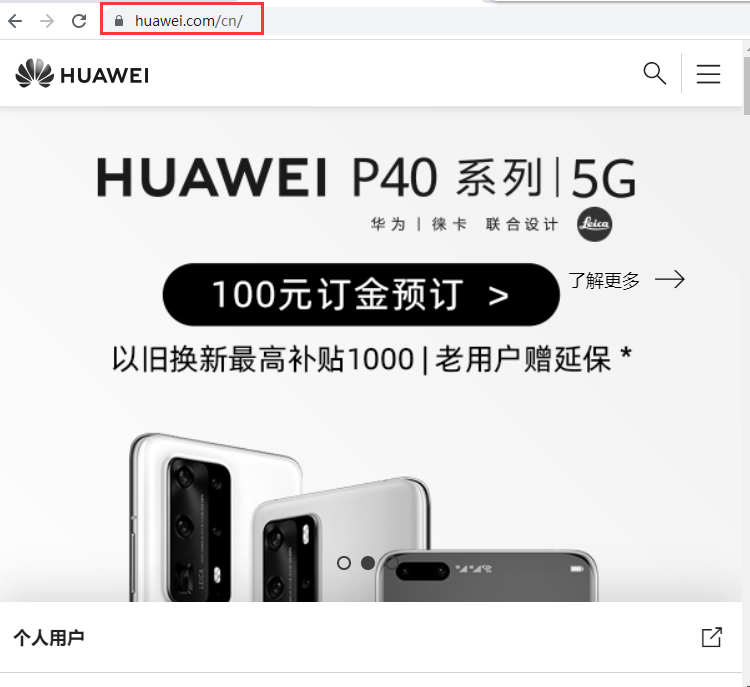 huawei.com/cn/
HUAWEI
HUAWEI P40 系列|5G
华为 | 徕卡 联合设计 Leica
100元订金预订 >
了解更多
以旧换新最高补贴1000 | 老用户赠延保 *
LEICA
个人用户